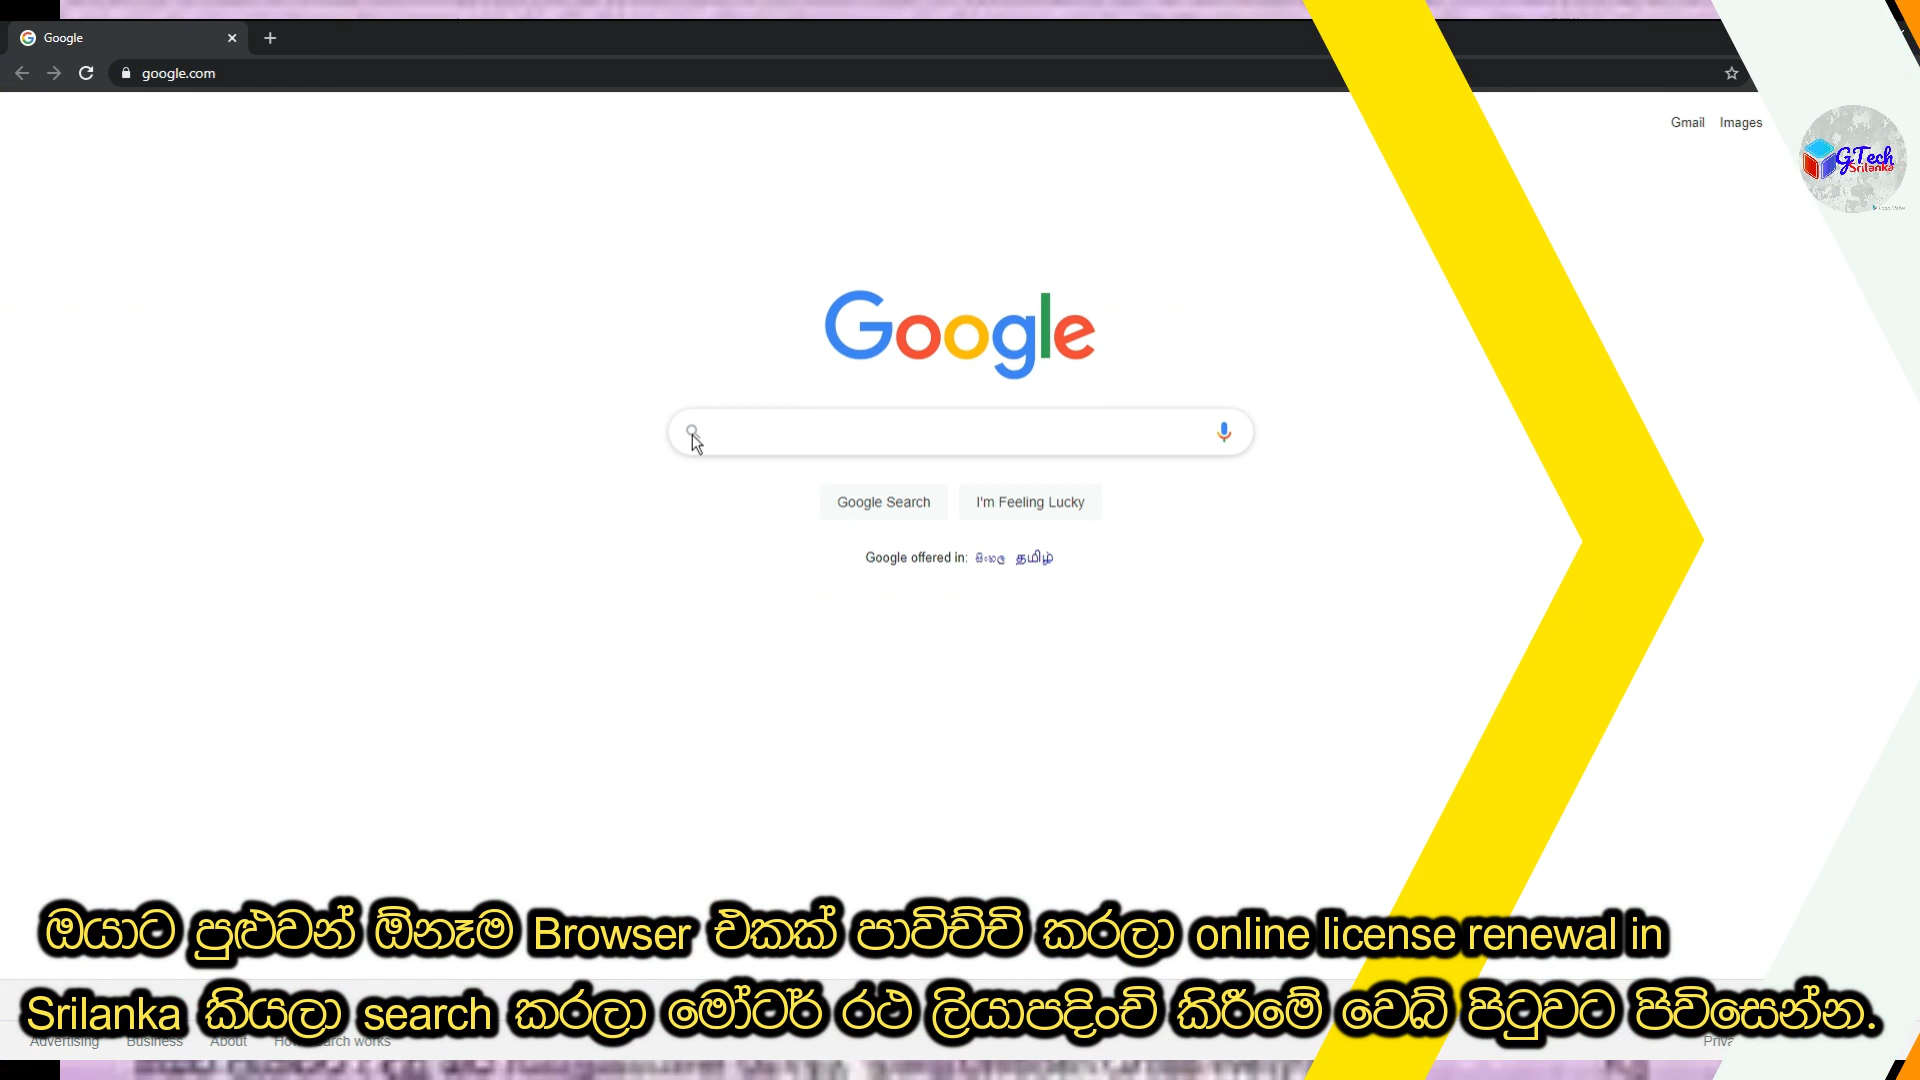 Google
google.com
Gmail Images
GTech
Srilanka
Google
Google Search I'm Feeling Lucky
Google offered in: සිංහල தமிழ்
ඔයාට පුළුවන් ඕනෑම Browser එකක් පාවිච්චි කරලා online license renewal in
Srilanka කියලා search කරලා මෝටර් රථ ලියාපදිංචි කිරීමේ වෙබ් පිටුවට පිවිසෙන්න.
Advertising Business About